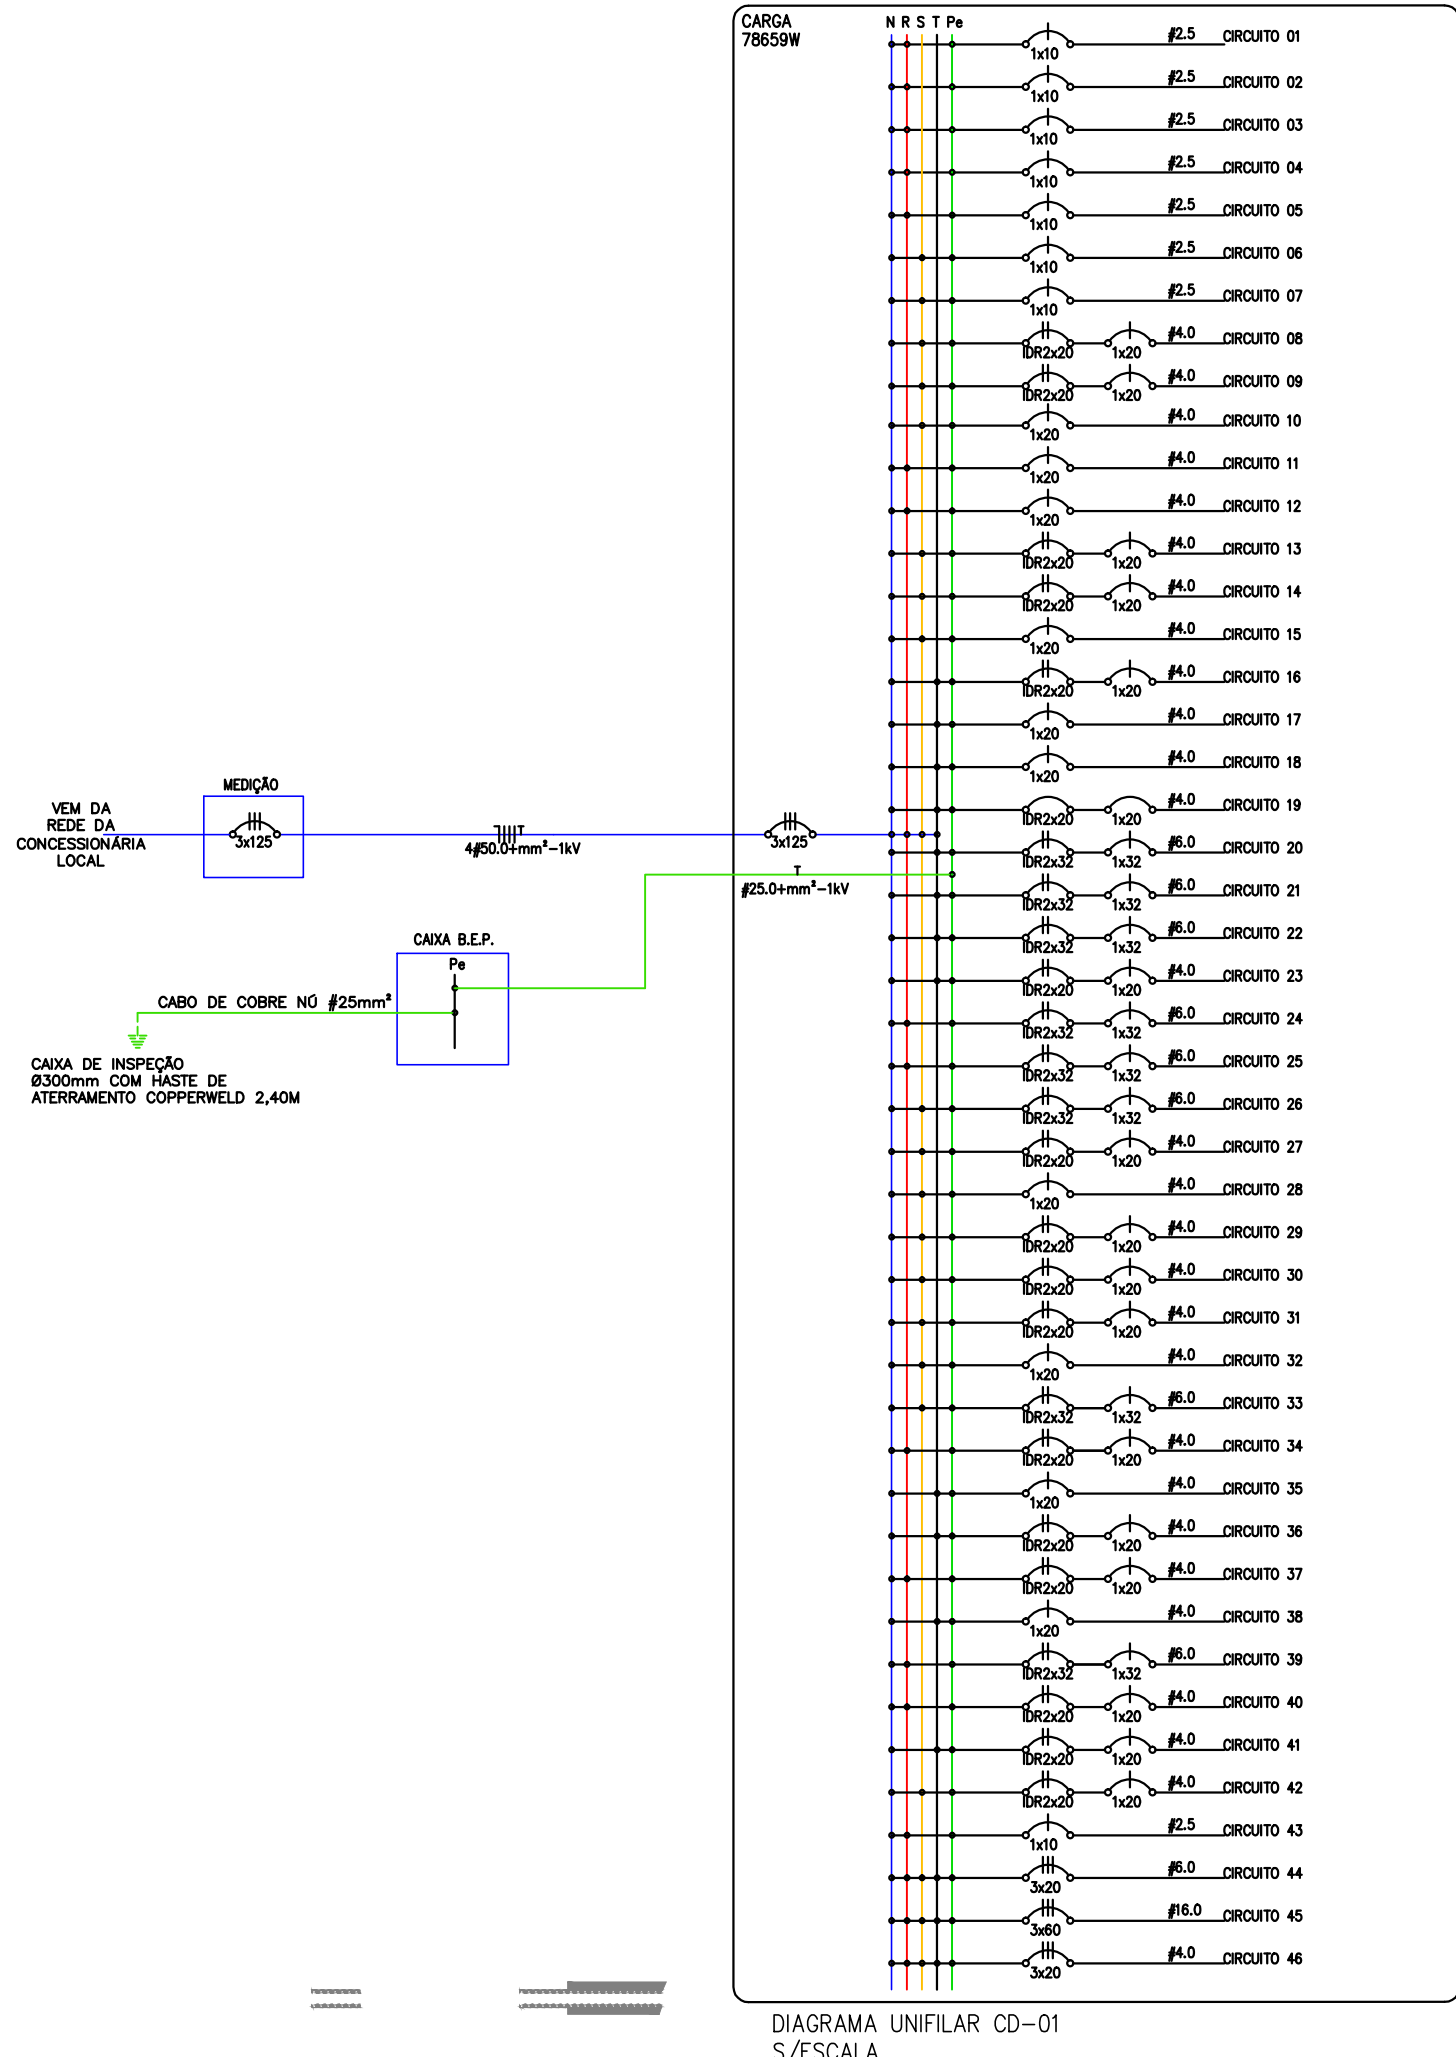 CARGA
78659W
N R S T Pe
1x10 #2.5 CIRCUITO 01
1x10 #2.5 CIRCUITO 02
1x10 #2.5 CIRCUITO 03
1x10 #2.5 CIRCUITO 04
1x10 #2.5 CIRCUITO 05
1x10 #2.5 CIRCUITO 06
1x10 #2.5 CIRCUITO 07
IDR2x20 1x20 #4.0 CIRCUITO 08
IDR2x20 1x20 #4.0 CIRCUITO 09
1x20 #4.0 CIRCUITO 10
1x20 #4.0 CIRCUITO 11
1x20 #4.0 CIRCUITO 12
IDR2x20 1x20 #4.0 CIRCUITO 13
IDR2x20 1x20 #4.0 CIRCUITO 14
1x20 #4.0 CIRCUITO 15
IDR2x20 1x20 #4.0 CIRCUITO 16
1x20 #4.0 CIRCUITO 17
1x20 #4.0 CIRCUITO 18
IDR2x20 1x20 #4.0 CIRCUITO 19
IDR2x32 1x32 #6.0 CIRCUITO 20
IDR2x32 1x32 #6.0 CIRCUITO 21
IDR2x32 1x32 #6.0 CIRCUITO 22
IDR2x20 1x20 #4.0 CIRCUITO 23
IDR2x32 1x32 #6.0 CIRCUITO 24
IDR2x32 1x32 #6.0 CIRCUITO 25
IDR2x32 1x32 #6.0 CIRCUITO 26
IDR2x20 1x20 #4.0 CIRCUITO 27
1x20 #4.0 CIRCUITO 28
IDR2x20 1x20 #4.0 CIRCUITO 29
IDR2x20 1x20 #4.0 CIRCUITO 30
IDR2x20 1x20 #4.0 CIRCUITO 31
1x20 #4.0 CIRCUITO 32
IDR2x32 1x32 #6.0 CIRCUITO 33
IDR2x20 1x20 #4.0 CIRCUITO 34
1x20 #4.0 CIRCUITO 35
IDR2x20 1x20 #4.0 CIRCUITO 36
IDR2x20 1x20 #4.0 CIRCUITO 37
1x20 #4.0 CIRCUITO 38
IDR2x32 1x32 #6.0 CIRCUITO 39
IDR2x20 1x20 #4.0 CIRCUITO 40
IDR2x20 1x20 #4.0 CIRCUITO 41
IDR2x20 1x20 #4.0 CIRCUITO 42
1x10 #2.5 CIRCUITO 43
3x20 #6.0 CIRCUITO 44
3x60 #16.0 CIRCUITO 45
3x20 #4.0 CIRCUITO 46
MEDIÇÃO
VEM DA
REDE DA
CONCESSIONÁRIA
LOCAL
3x125
4#50.0+mm²-1kV
3x125
#25.0+mm²-1kV
CAIXA B.E.P.
Pe
CABO DE COBRE NÚ #25mm²
CAIXA DE INSPEÇÃO
Ø300mm COM HASTE DE
ATERRAMENTO COPPERWELD 2,40M
DIAGRAMA UNIFILAR CD-01
S/ESCALA